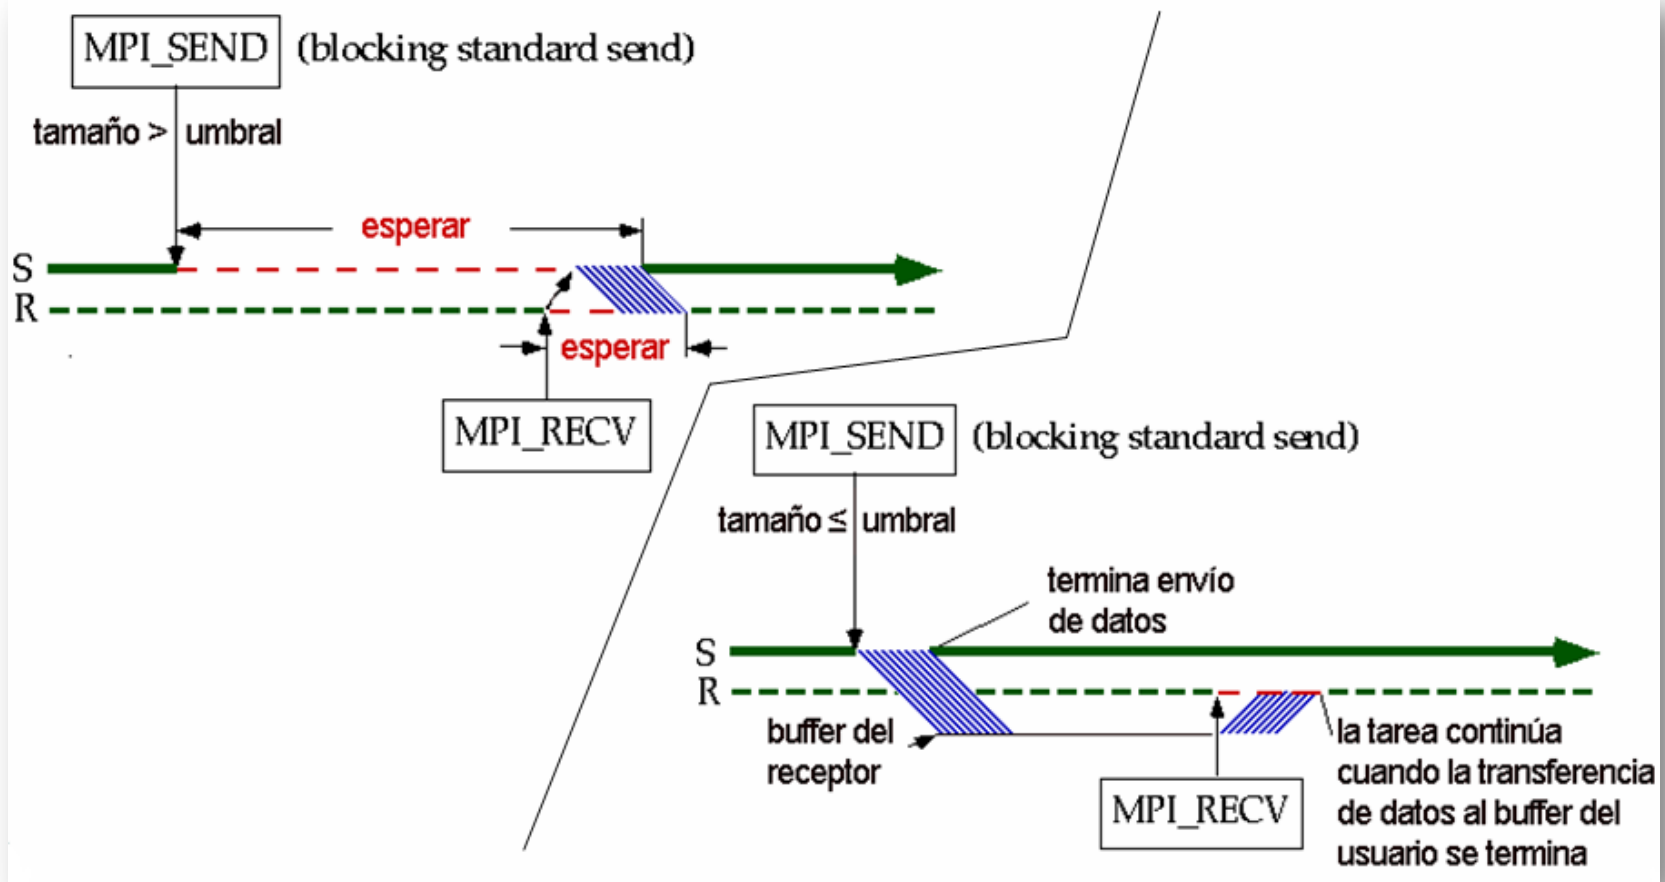 MPI_SEND (blocking standard send)
tamaño > umbral
esperar
S
R
esperar
MPI_RECV
MPI_SEND (blocking standard send)
tamaño ≤ umbral
termina envío
de datos
S
R
buffer del
receptor
MPI_RECV
la tarea continúa
cuando la transferencia
de datos al buffer del
usuario se termina